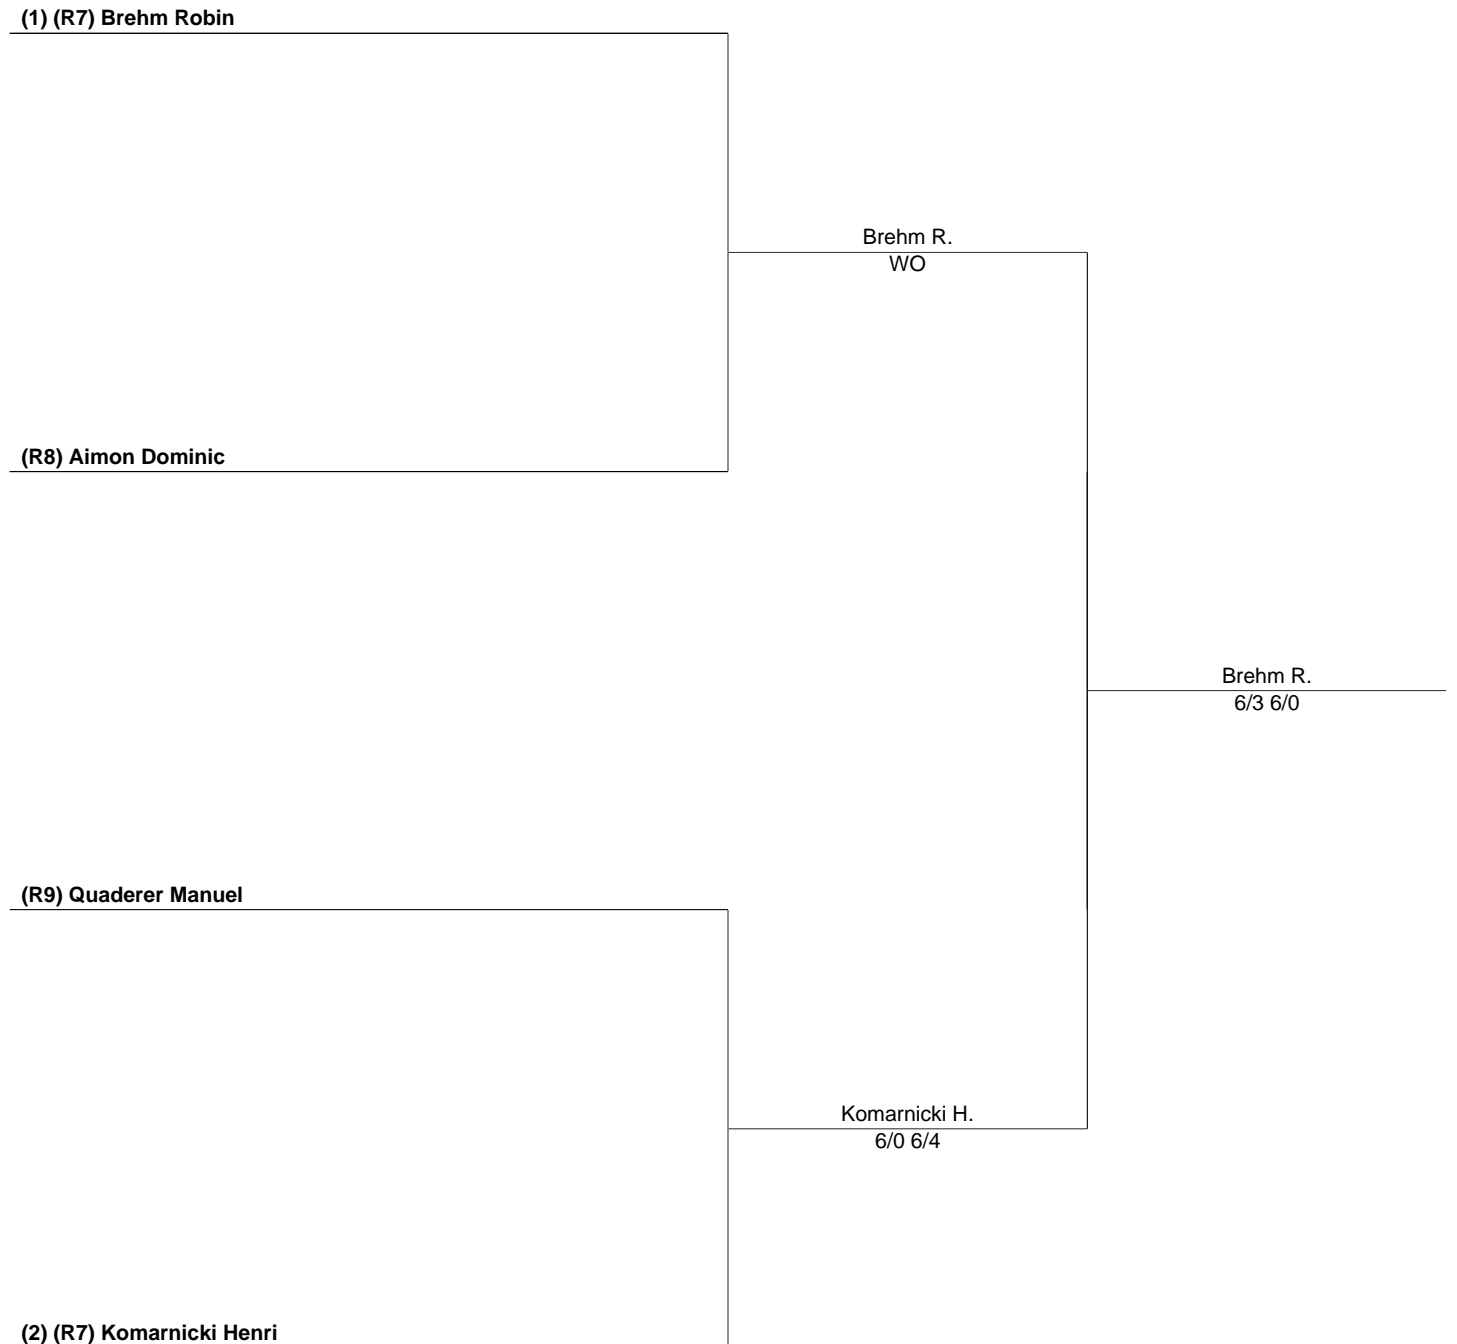 (1) (R7) Brehm Robin
Brehm R.
WO
(R8) Aimon Dominic
Brehm R.
6/3 6/0
(R9) Quaderer Manuel
Komarnicki H.
6/0 6/4
(2) (R7) Komarnicki Henri